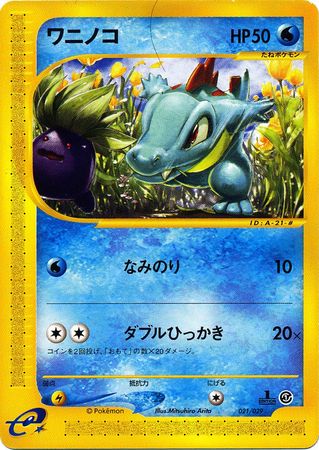 ワニノコ HP50
たねポケモン
ID:A-21-#
なみのり 10
ダブルひっかき 20×
コインを2回投げ、「おもて」の数×20ダメージ。
弱点 抵抗力 にげる
© Pokémon Illus. Mitsuhiro Arita 021/029
1 EDITION
e